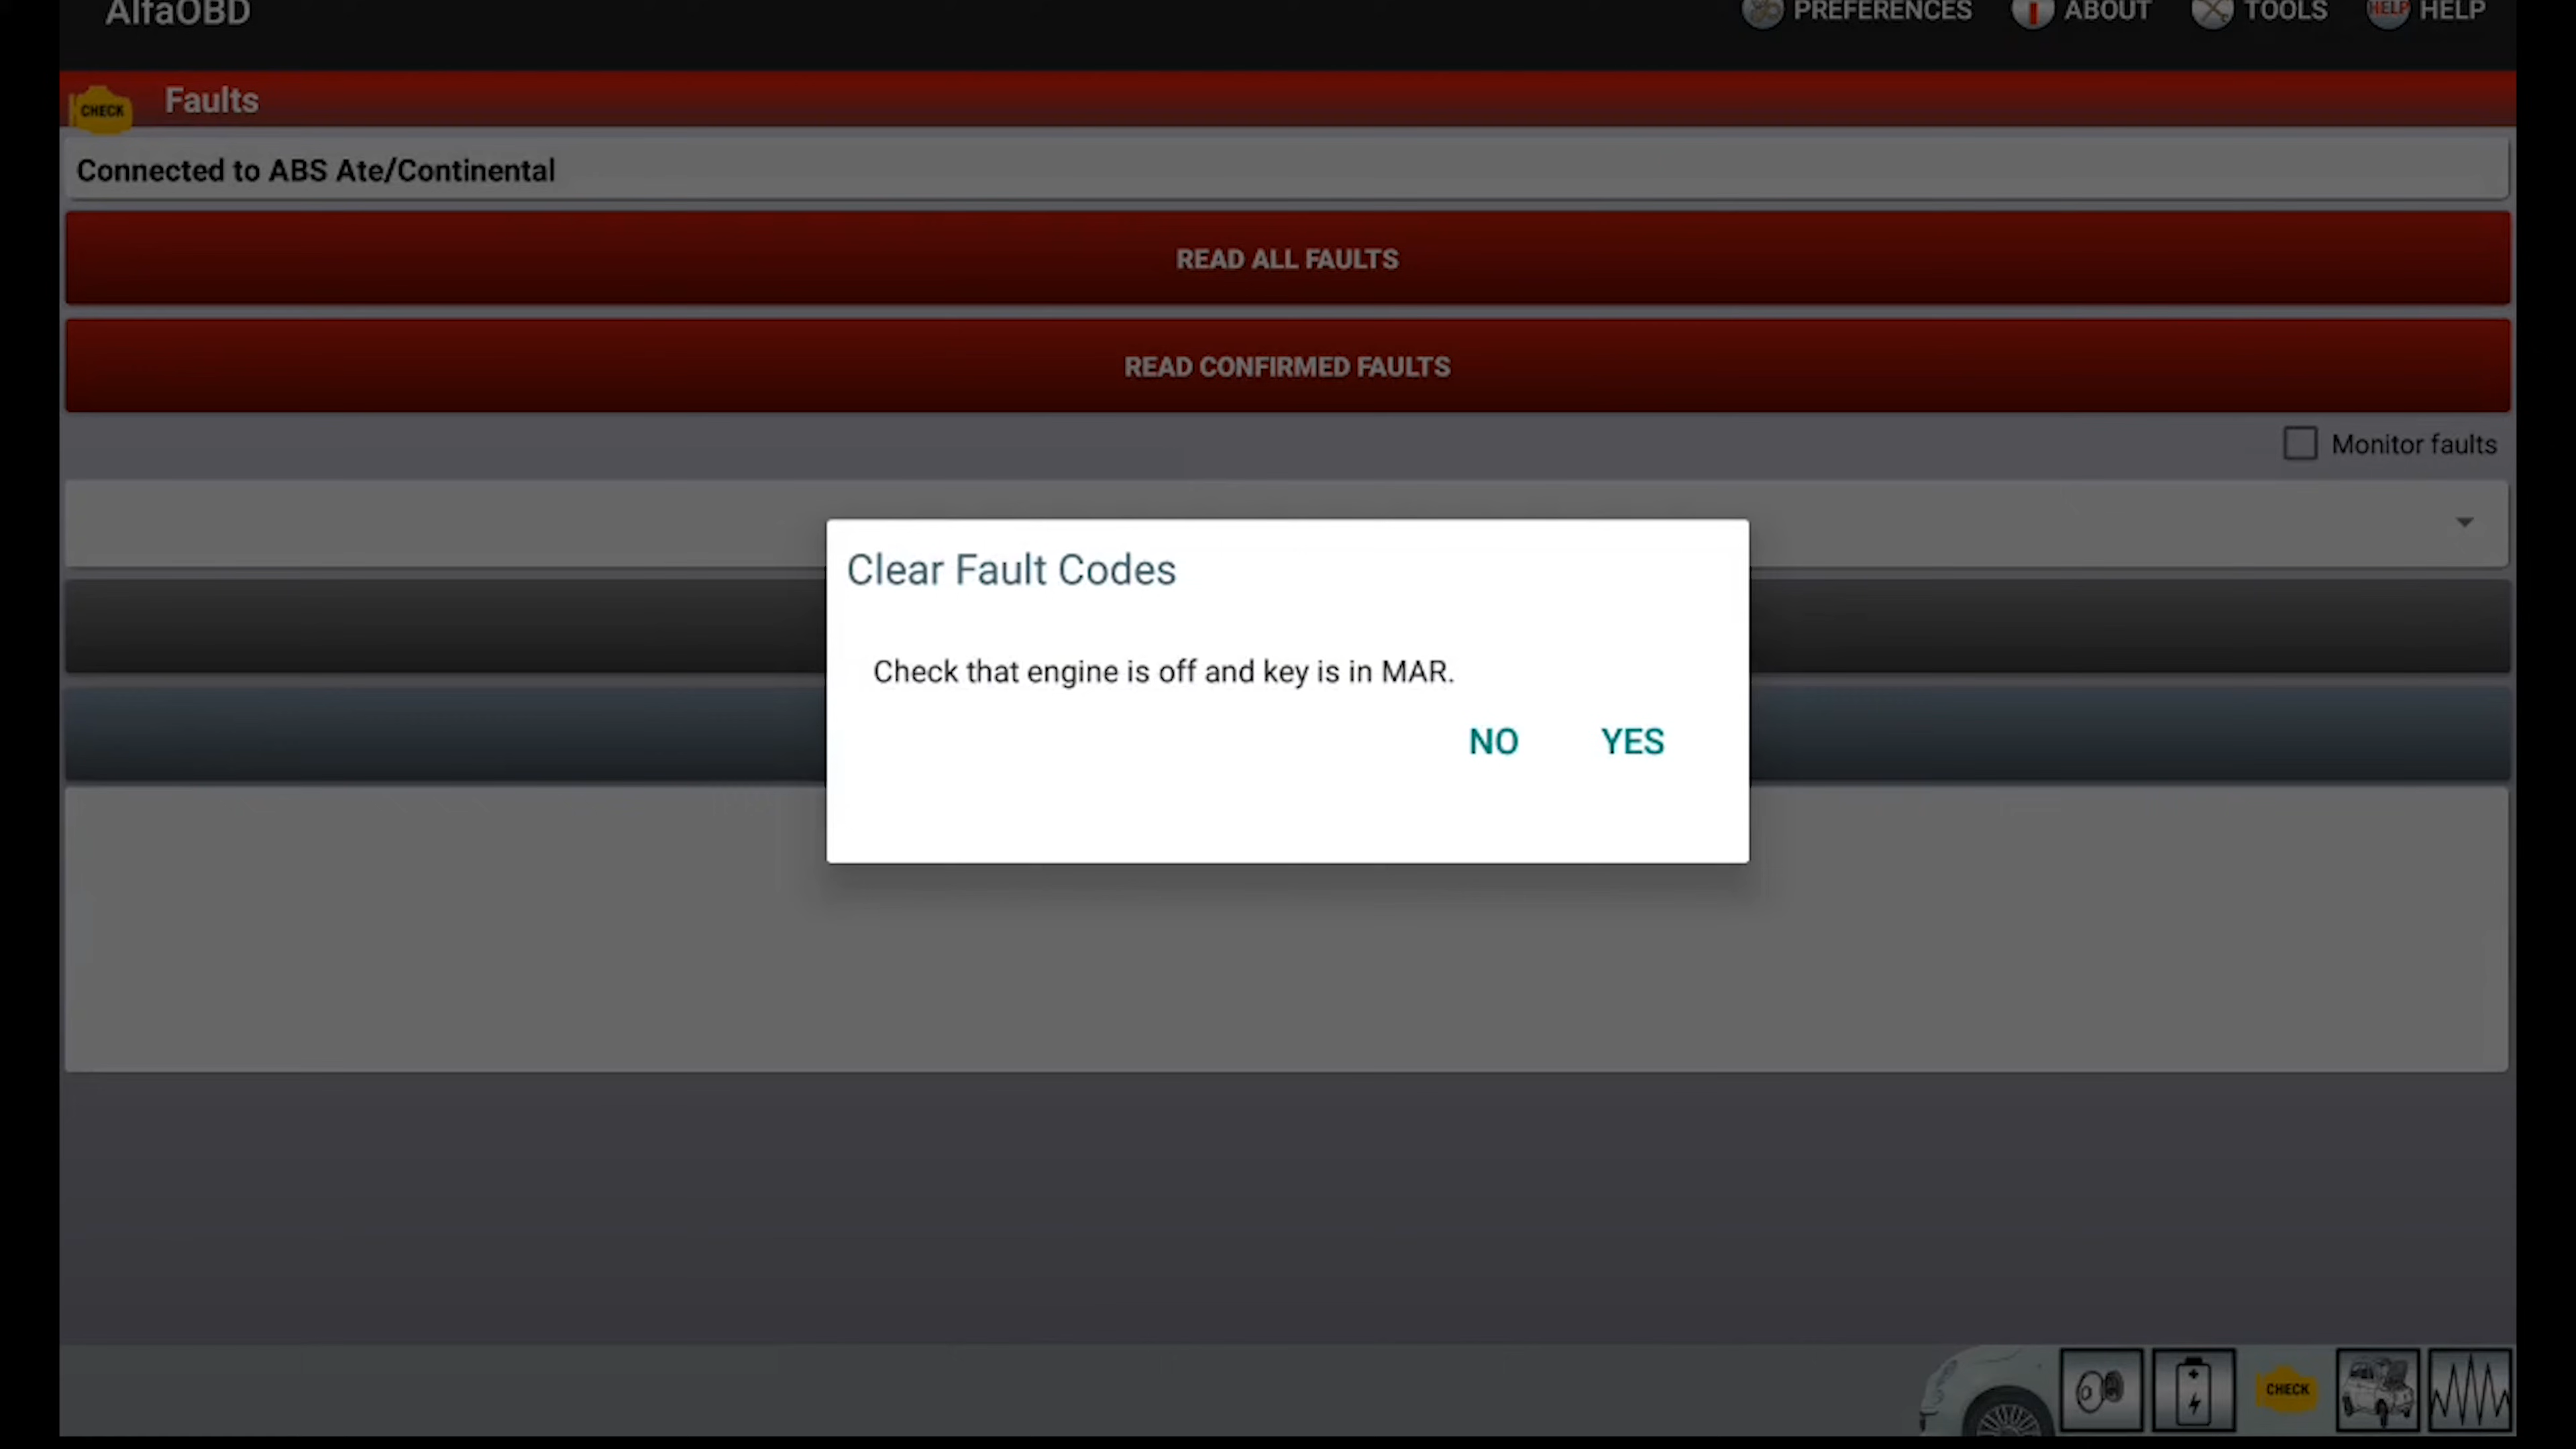 AlfaOBD
PREFERENCES
ABOUT
TOOLS
HELP
HELP
CHECK
Faults
Connected to ABS Ate/Continental
READ ALL FAULTS
READ CONFIRMED FAULTS
Monitor faults
Clear Fault Codes
Check that engine is off and key is in MAR.
NO
YES
CHECK